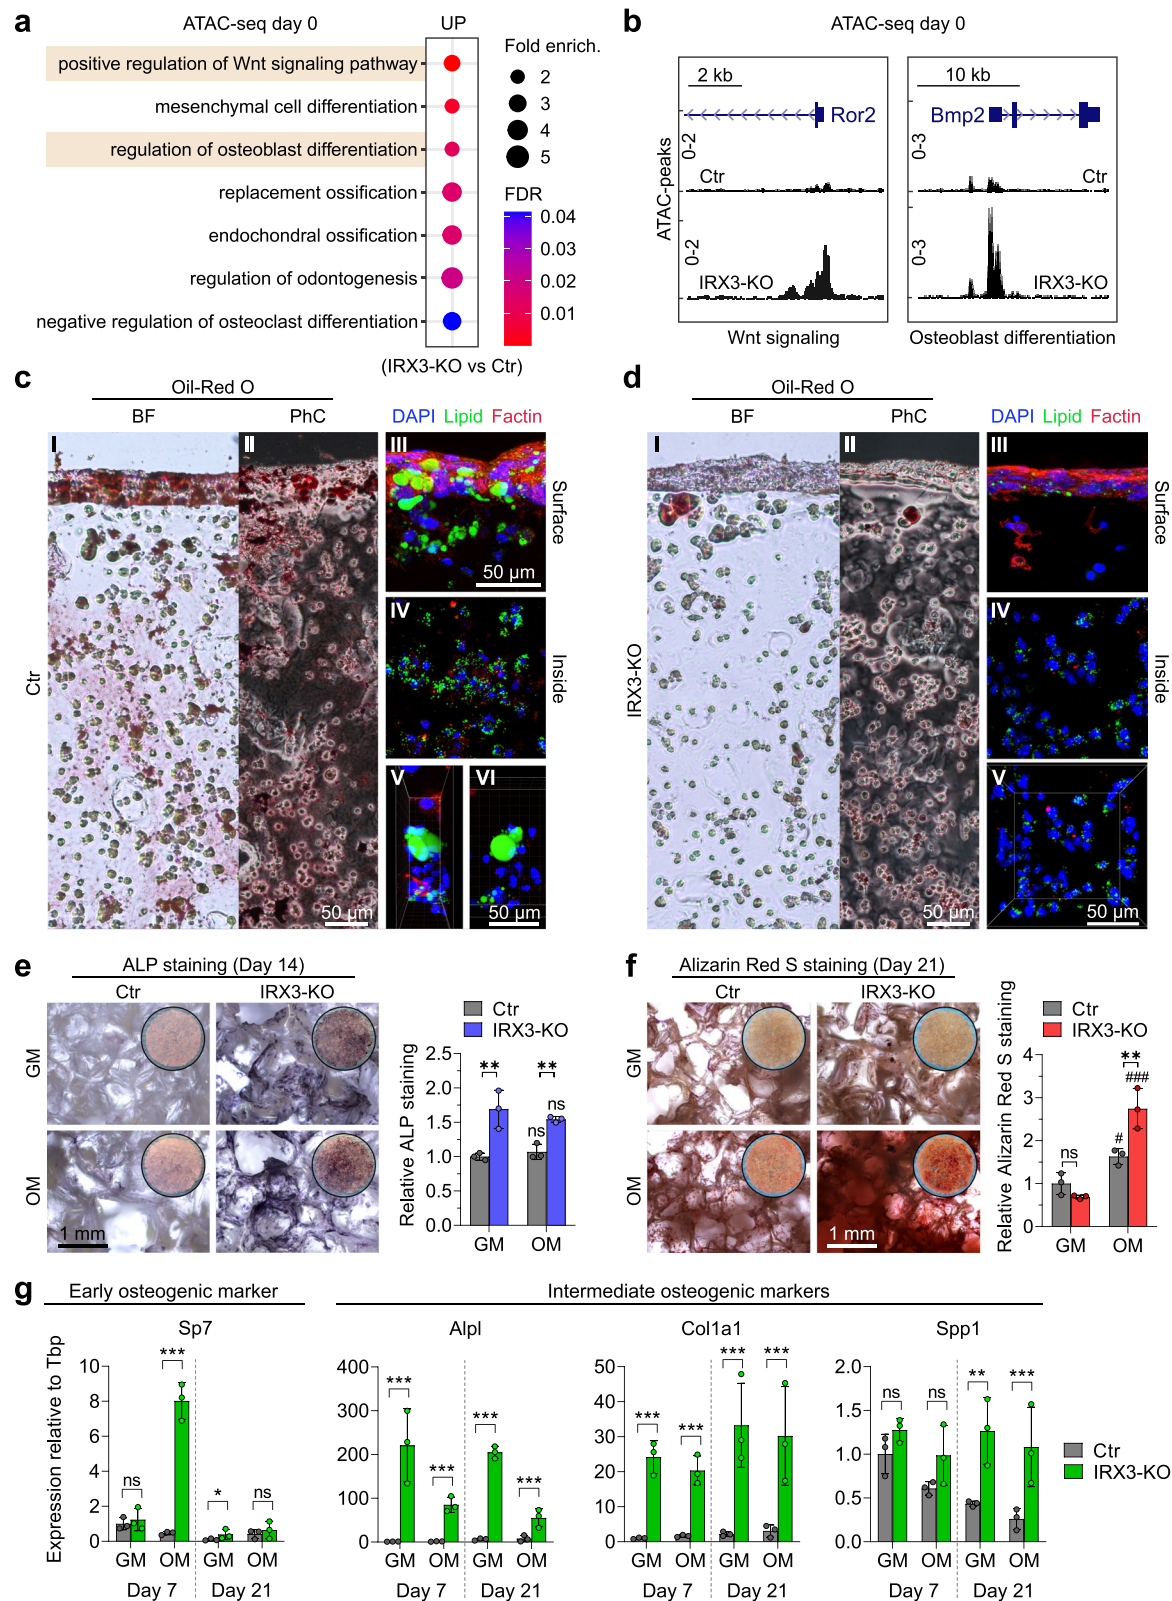 a
ATAC-seq day 0
UP
positive regulation of Wnt signaling pathway
mesenchymal cell differentiation
regulation of osteoblast differentiation
replacement ossification
endochondral ossification
regulation of odontogenesis
negative regulation of osteoclast differentiation
(IRX3-KO vs Ctr)
Fold enrich.
2
3
4
5
FDR
0.04
0.03
0.02
0.01
b
ATAC-seq day 0
ATAC-peaks
2 kb
Ror2
0-2
Ctr
0-2
IRX3-KO
Wnt signaling
10 kb
Bmp2
0-3
Ctr
0-3
IRX3-KO
Osteoblast differentiation
c
Oil-Red O
BF
PhC
DAPI Lipid Factin
Ctr
I
II
III
Surface
50 µm
IV
Inside
V
VI
50 µm
d
Oil-Red O
BF
PhC
DAPI Lipid Factin
IRX3-KO
I
II
III
Surface
IV
Inside
V
50 µm
50 µm
e
ALP staining (Day 14)
Ctr
IRX3-KO
GM
OM
1 mm
Ctr
IRX3-KO
Relative ALP staining
2.5
2.0
1.5
1.0
0.5
0.0
**
**
ns
ns
GM
OM
f
Alizarin Red S staining (Day 21)
Ctr
IRX3-KO
GM
OM
1 mm
Ctr
IRX3-KO
Relative Alizarin Red S staining
4
3
2
1
0
ns
**
###
#
GM
OM
g
Early osteogenic marker
Intermediate osteogenic markers
Expression relative to Tbp
Sp7
10
8
6
4
2
0
ns
***
*
ns
GM
OM
GM
OM
Day 7
Day 21
Alpl
400
300
200
100
0
***
***
***
***
GM
OM
GM
OM
Day 7
Day 21
Col1a1
50
40
30
20
10
0
***
***
***
***
GM
OM
GM
OM
Day 7
Day 21
Spp1
2.0
1.5
1.0
0.5
0.0
ns
ns
**
***
GM
OM
GM
OM
Day 7
Day 21
Ctr
IRX3-KO